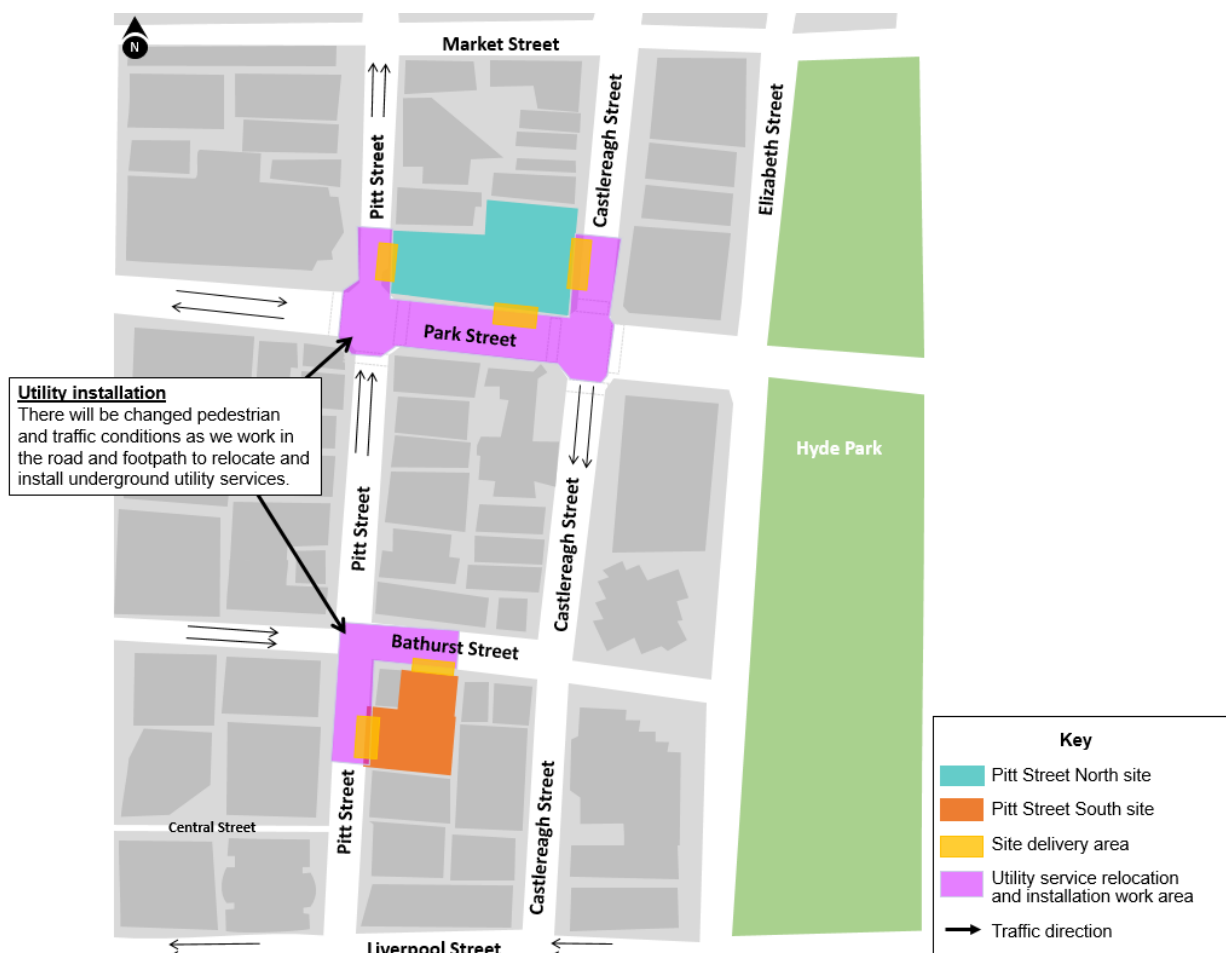 N
Market Street
Castlereagh Street
Elizabeth Street
Pitt Street
Park Street
Utility installation
There will be changed pedestrian
and traffic conditions as we work in
the road and footpath to relocate and
install underground utility services.
Hyde Park
Pitt Street
Castlereagh Street
Bathurst Street
Key
Pitt Street North site
Pitt Street South site
Site delivery area
Utility service relocation
and installation work area
Traffic direction
Central Street
Pitt Street
Castlereagh Street
Liverpool Street